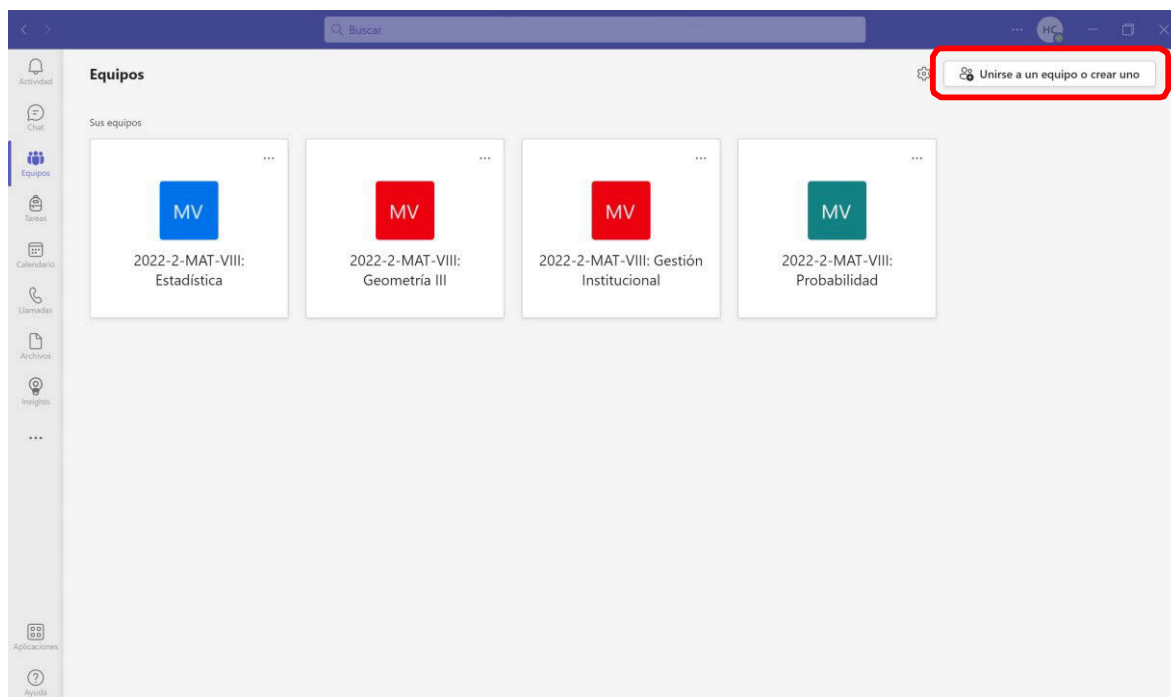 Buscar
HC
Actividad
Chat
Equipos
Tareas
Calendario
Llamadas
Archivos
Insights
Aplicaciones
Ayuda
Equipos
Unirse a un equipo o crear uno
Sus equipos
MV
2022-2-MAT-VIII:
Estadística
MV
2022-2-MAT-VIII:
Geometría III
MV
2022-2-MAT-VIII: Gestión
Institucional
MV
2022-2-MAT-VIII:
Probabilidad